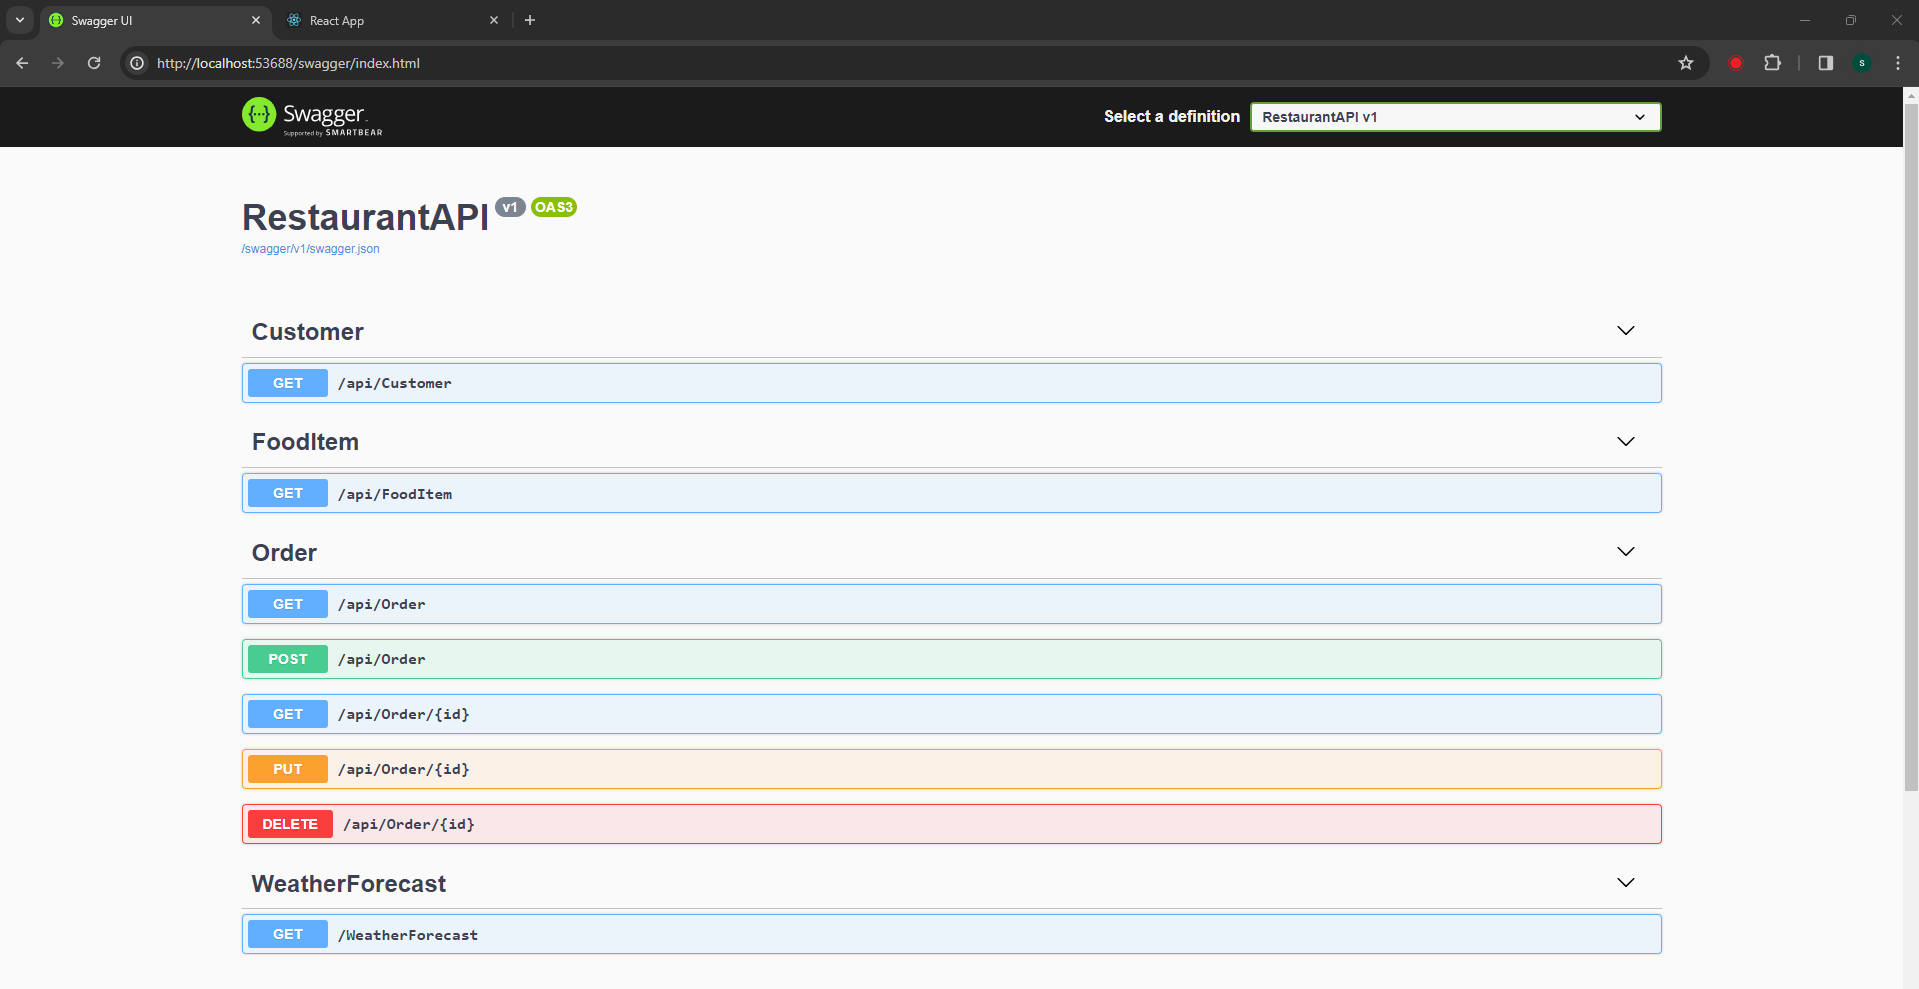 Swagger UI
React App
http://localhost:53688/swagger/index.html
S
{···} Swagger
Supported by SMARTBEAR
Select a definition
RestaurantAPI v1
RestaurantAPI v1 OAS3
/swagger/v1/swagger.json
Customer
GET /api/Customer
FoodItem
GET /api/FoodItem
Order
GET /api/Order
POST /api/Order
GET /api/Order/{id}
PUT /api/Order/{id}
DELETE /api/Order/{id}
WeatherForecast
GET /WeatherForecast